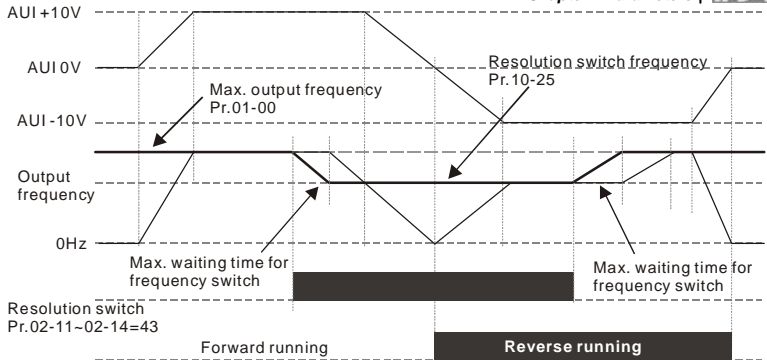 AUI +10V
AUI 0V
Resolution switch frequency
Pr.10-25
Max. output frequency
Pr.01-00
AUI -10V
Output
frequency
0Hz
Max. waiting time for
frequency switch
Max. waiting time for
frequency switch
Resolution switch
Pr.02-11~02-14=43
Forward running
Reverse running